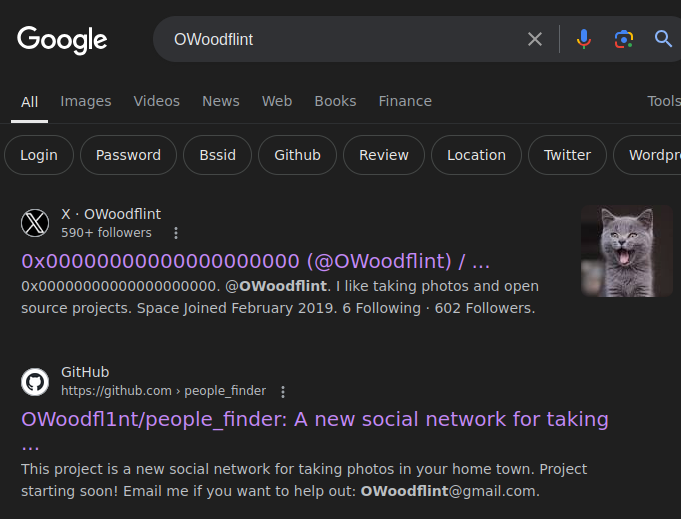 Google
OWoodflint
All Images Videos News Web Books Finance Tools
Login Password Bssid Github Review Location Twitter Wordpr
X · OWoodflint
590+ followers
0x00000000000000000000 (@OWoodflint) / ...
0x00000000000000000000. @OWoodflint. I like taking photos and open
source projects. Space Joined February 2019. 6 Following · 602 Followers.
GitHub
https://github.com › people_finder
OWoodfl1nt/people_finder: A new social network for taking
...
This project is a new social network for taking photos in your home town. Project
starting soon! Email me if you want to help out: OWoodflint@gmail.com.